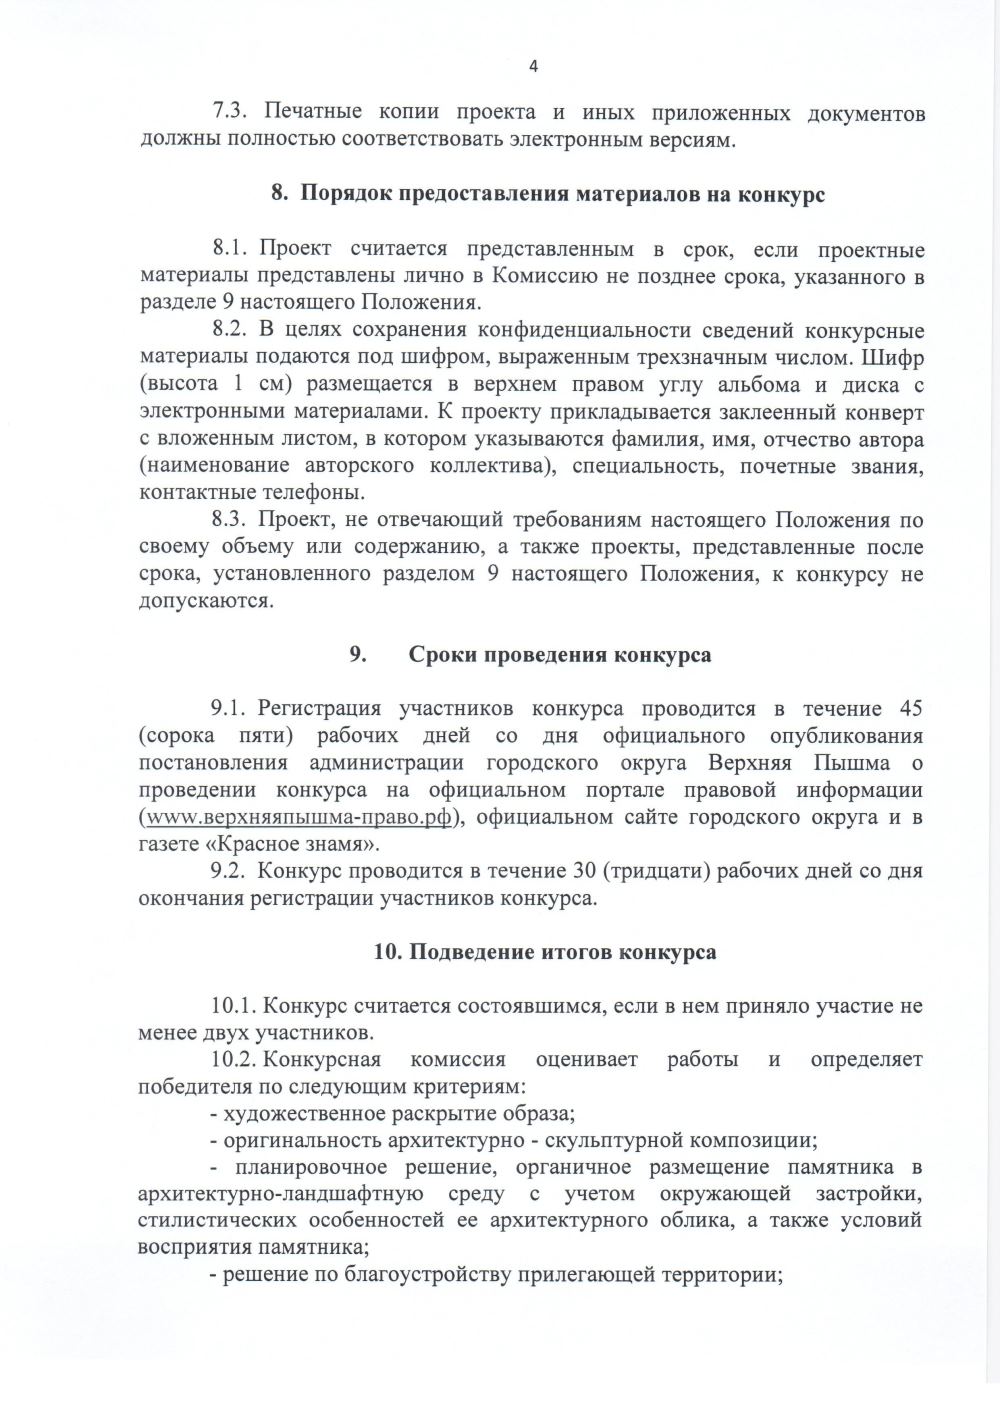 4
7.3. Печатные копии проекта и иных приложенных документов
должны полностью соответствовать электронным версиям.
8. Порядок предоставления материалов на конкурс
8.1. Проект считается представленным в срок, если проектные
материалы представлены лично в Комиссию не позднее срока, указанного в
разделе 9 настоящего Положения.
8.2. В целях сохранения конфиденциальности сведений конкурсные
материалы подаются под шифром, выраженным трехзначным числом. Шифр
(высота 1 см) размещается в верхнем правом углу альбома и диска с
электронными материалами. К проекту прикладывается заклеенный конверт
с вложенным листом, в котором указываются фамилия, имя, отчество автора
(наименование авторского коллектива), специальность, почетные звания,
контактные телефоны.
8.3. Проект, не отвечающий требованиям настоящего Положения по
своему объему или содержанию, а также проекты, представленные после
срока, установленного разделом 9 настоящего Положения, к конкурсу не
допускаются.
9. Сроки проведения конкурса
9.1. Регистрация участников конкурса проводится в течение 45
(сорока пяти) рабочих дней со дня официального опубликования
постановления администрации городского округа Верхняя Пышма о
проведении конкурса на официальном портале правовой информации
(www.верхняяпышма-право.рф), официальном сайте городского округа и в
газете «Красное знамя».
9.2. Конкурс проводится в течение 30 (тридцати) рабочих дней со дня
окончания регистрации участников конкурса.
10. Подведение итогов конкурса
10.1. Конкурс считается состоявшимся, если в нем приняло участие не
менее двух участников.
10.2. Конкурсная комиссия оценивает работы и определяет
победителя по следующим критериям:
- художественное раскрытие образа;
- оригинальность архитектурно - скульптурной композиции;
- планировочное решение, органичное размещение памятника в
архитектурно-ландшафтную среду с учетом окружающей застройки,
стилистических особенностей ее архитектурного облика, а также условий
восприятия памятника;
- решение по благоустройству прилегающей территории;